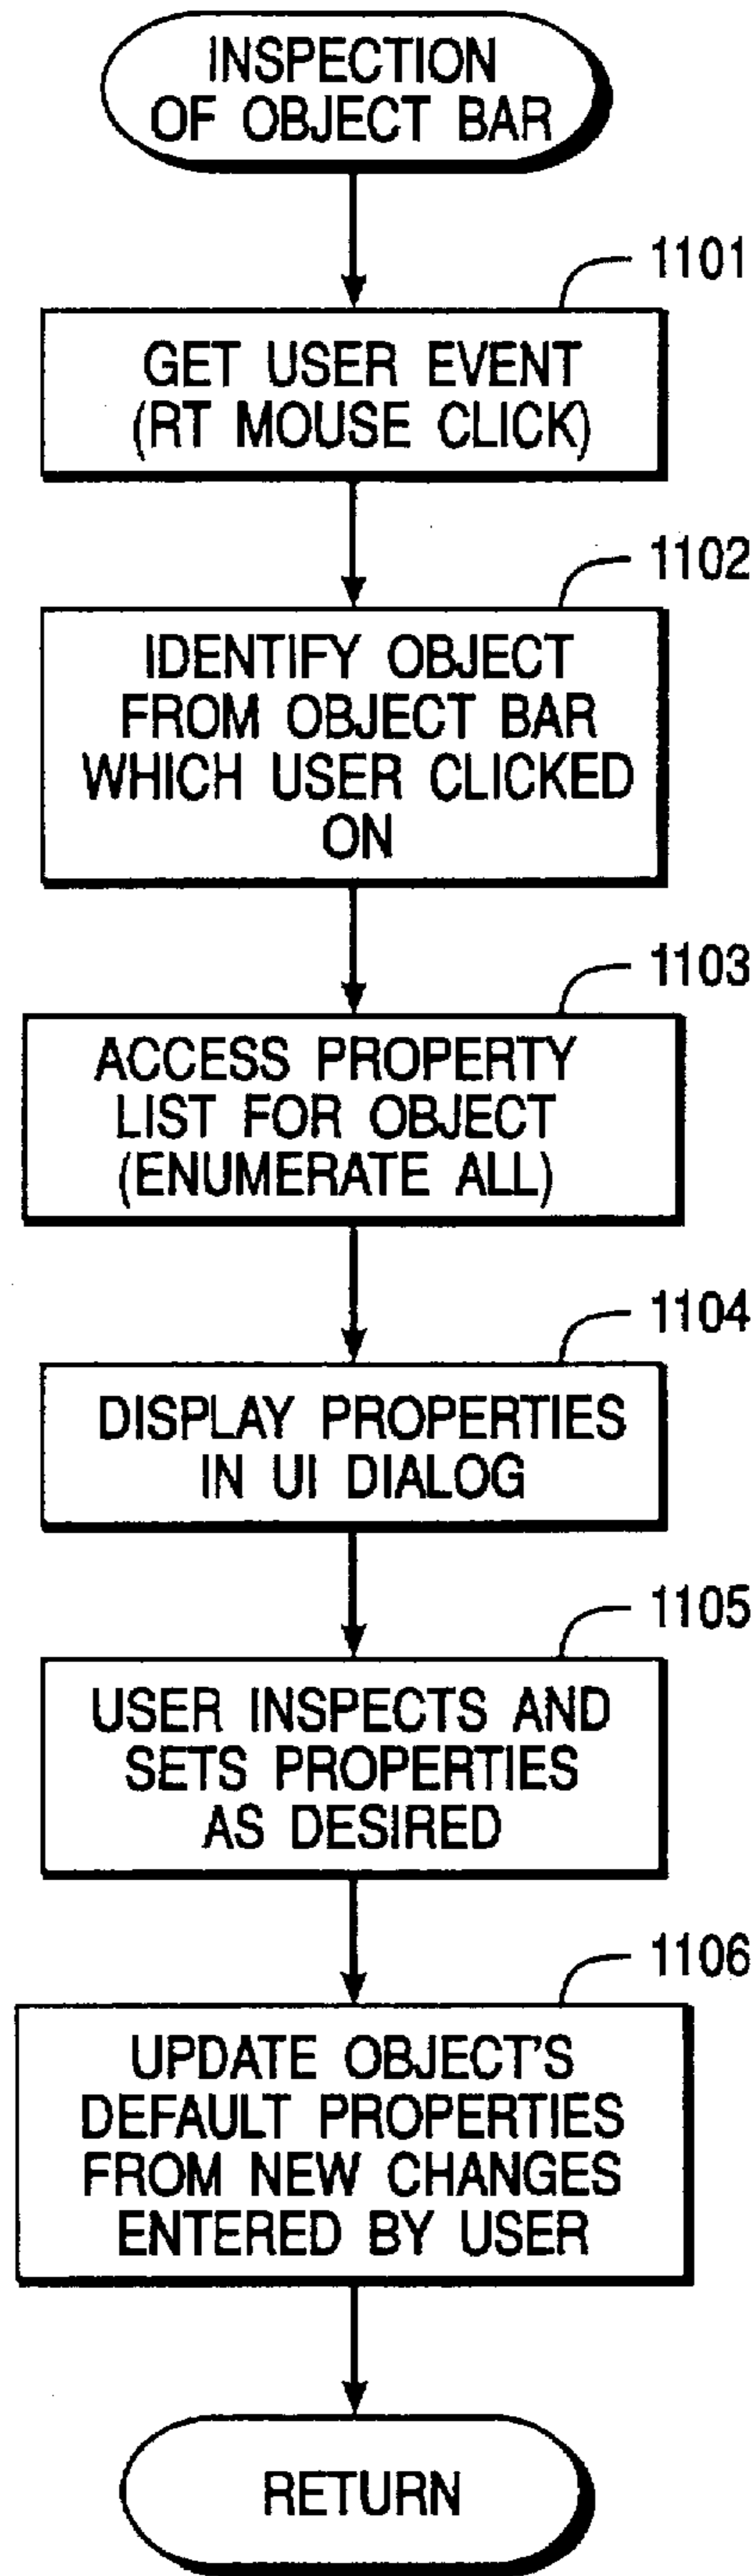 INSPECTION
OF OBJECT BAR
1101
GET USER EVENT
(RT MOUSE CLICK)
1102
IDENTIFY OBJECT
FROM OBJECT BAR
WHICH USER CLICKED
ON
1103
ACCESS PROPERTY
LIST FOR OBJECT
(ENUMERATE ALL)
1104
DISPLAY PROPERTIES
IN UI DIALOG
1105
USER INSPECTS AND
SETS PROPERTIES
AS DESIRED
1106
UPDATE OBJECT'S
DEFAULT PROPERTIES
FROM NEW CHANGES
ENTERED BY USER
RETURN